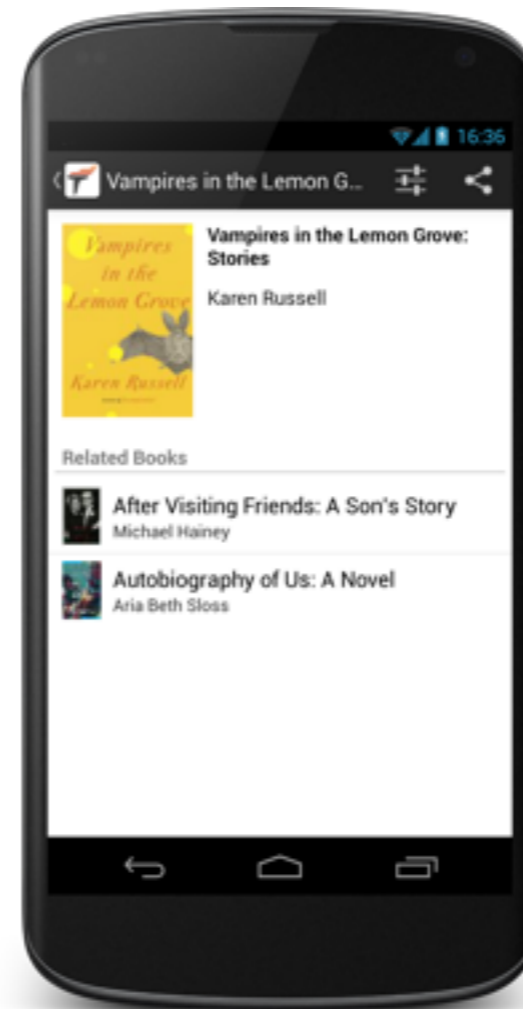 16:36
Vampires in the Lemon G...
Vampires
in the
Lemon Grove
Karen Russell
Vampires in the Lemon Grove:
Stories
Karen Russell
Related Books
After Visiting Friends: A Son's Story
Michael Hainey
Autobiography of Us: A Novel
Aria Beth Sloss